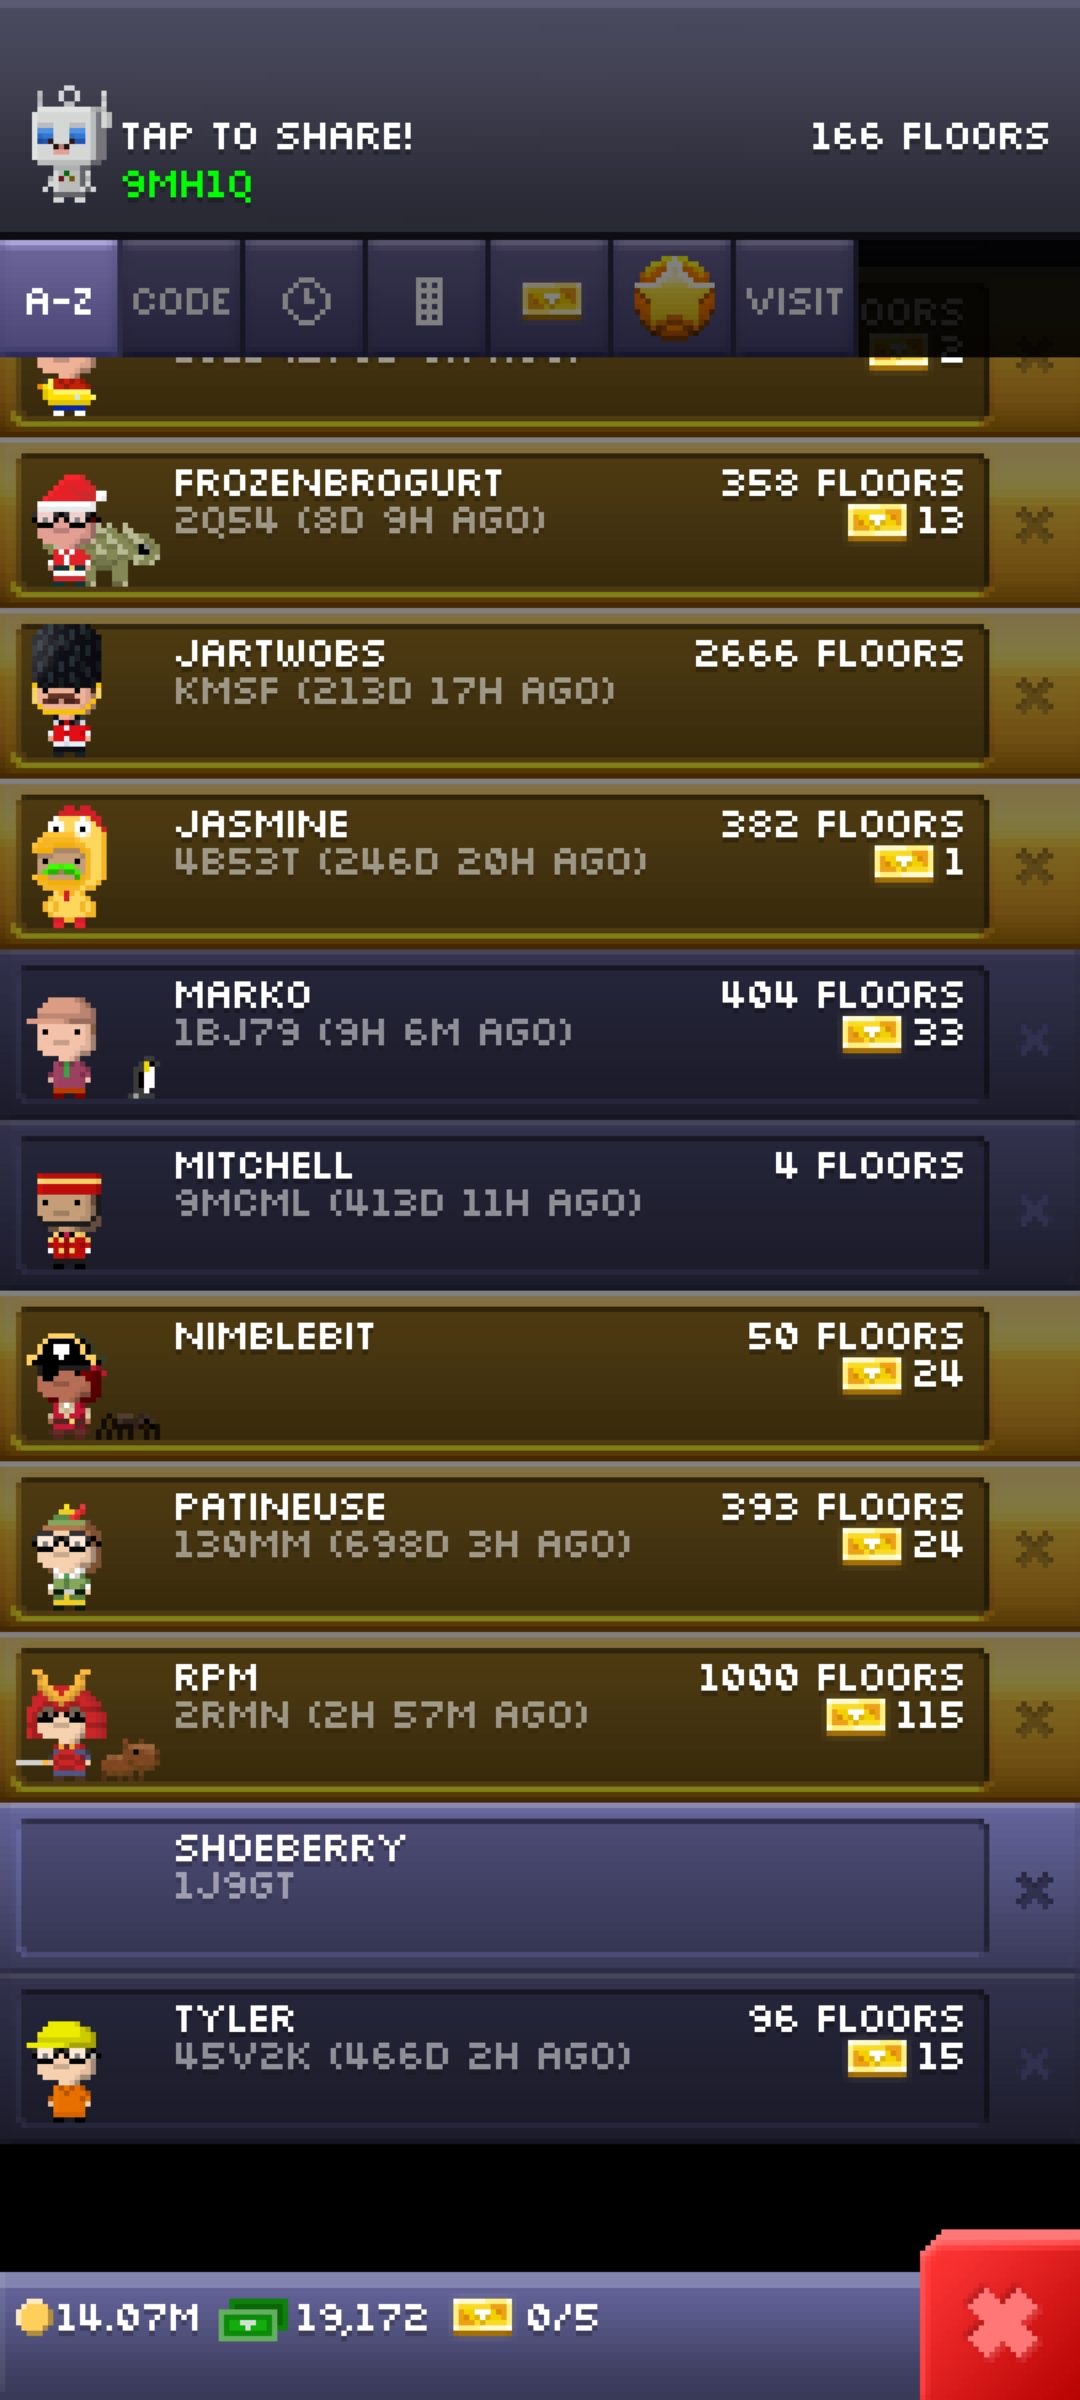 TAP TO SHARE!
166 FLOORS
9MH1Q
A-Z
CODE
VISIT
2
FROZENBROGURT
358 FLOORS
2Q54 (8D 9H AGO)
13
JARTWOBS
2666 FLOORS
KMSF (213D 17H AGO)
JASMINE
382 FLOORS
4B53T (246D 20H AGO)
1
MARKO
404 FLOORS
1BJ79 (9H 6M AGO)
33
MITCHELL
4 FLOORS
9MCML (413D 11H AGO)
NIMBLEBIT
50 FLOORS
24
PATINEUSE
393 FLOORS
130MM (698D 3H AGO)
24
RPM
1000 FLOORS
2RMN (2H 57M AGO)
115
SHOEBERRY
1J9GT
TYLER
96 FLOORS
45V2K (466D 2H AGO)
15
14.07M
19,172
0/5